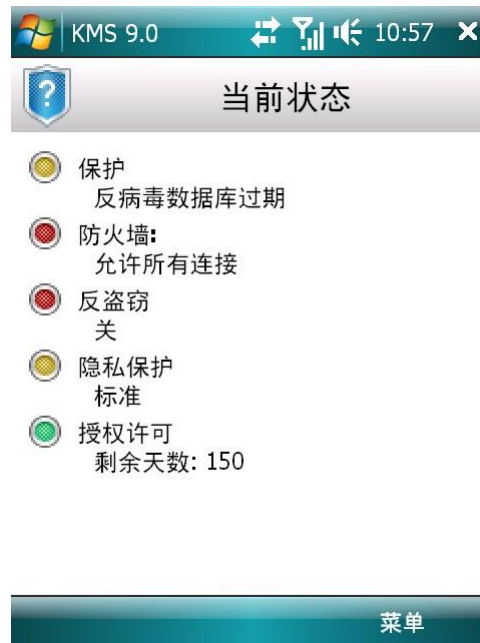 KMS 9.0 10:57
?
当前状态
保护
反病毒数据库过期
防火墙:
允许所有连接
反盗窃
关
隐私保护
标准
授权许可
剩余天数: 150
菜单